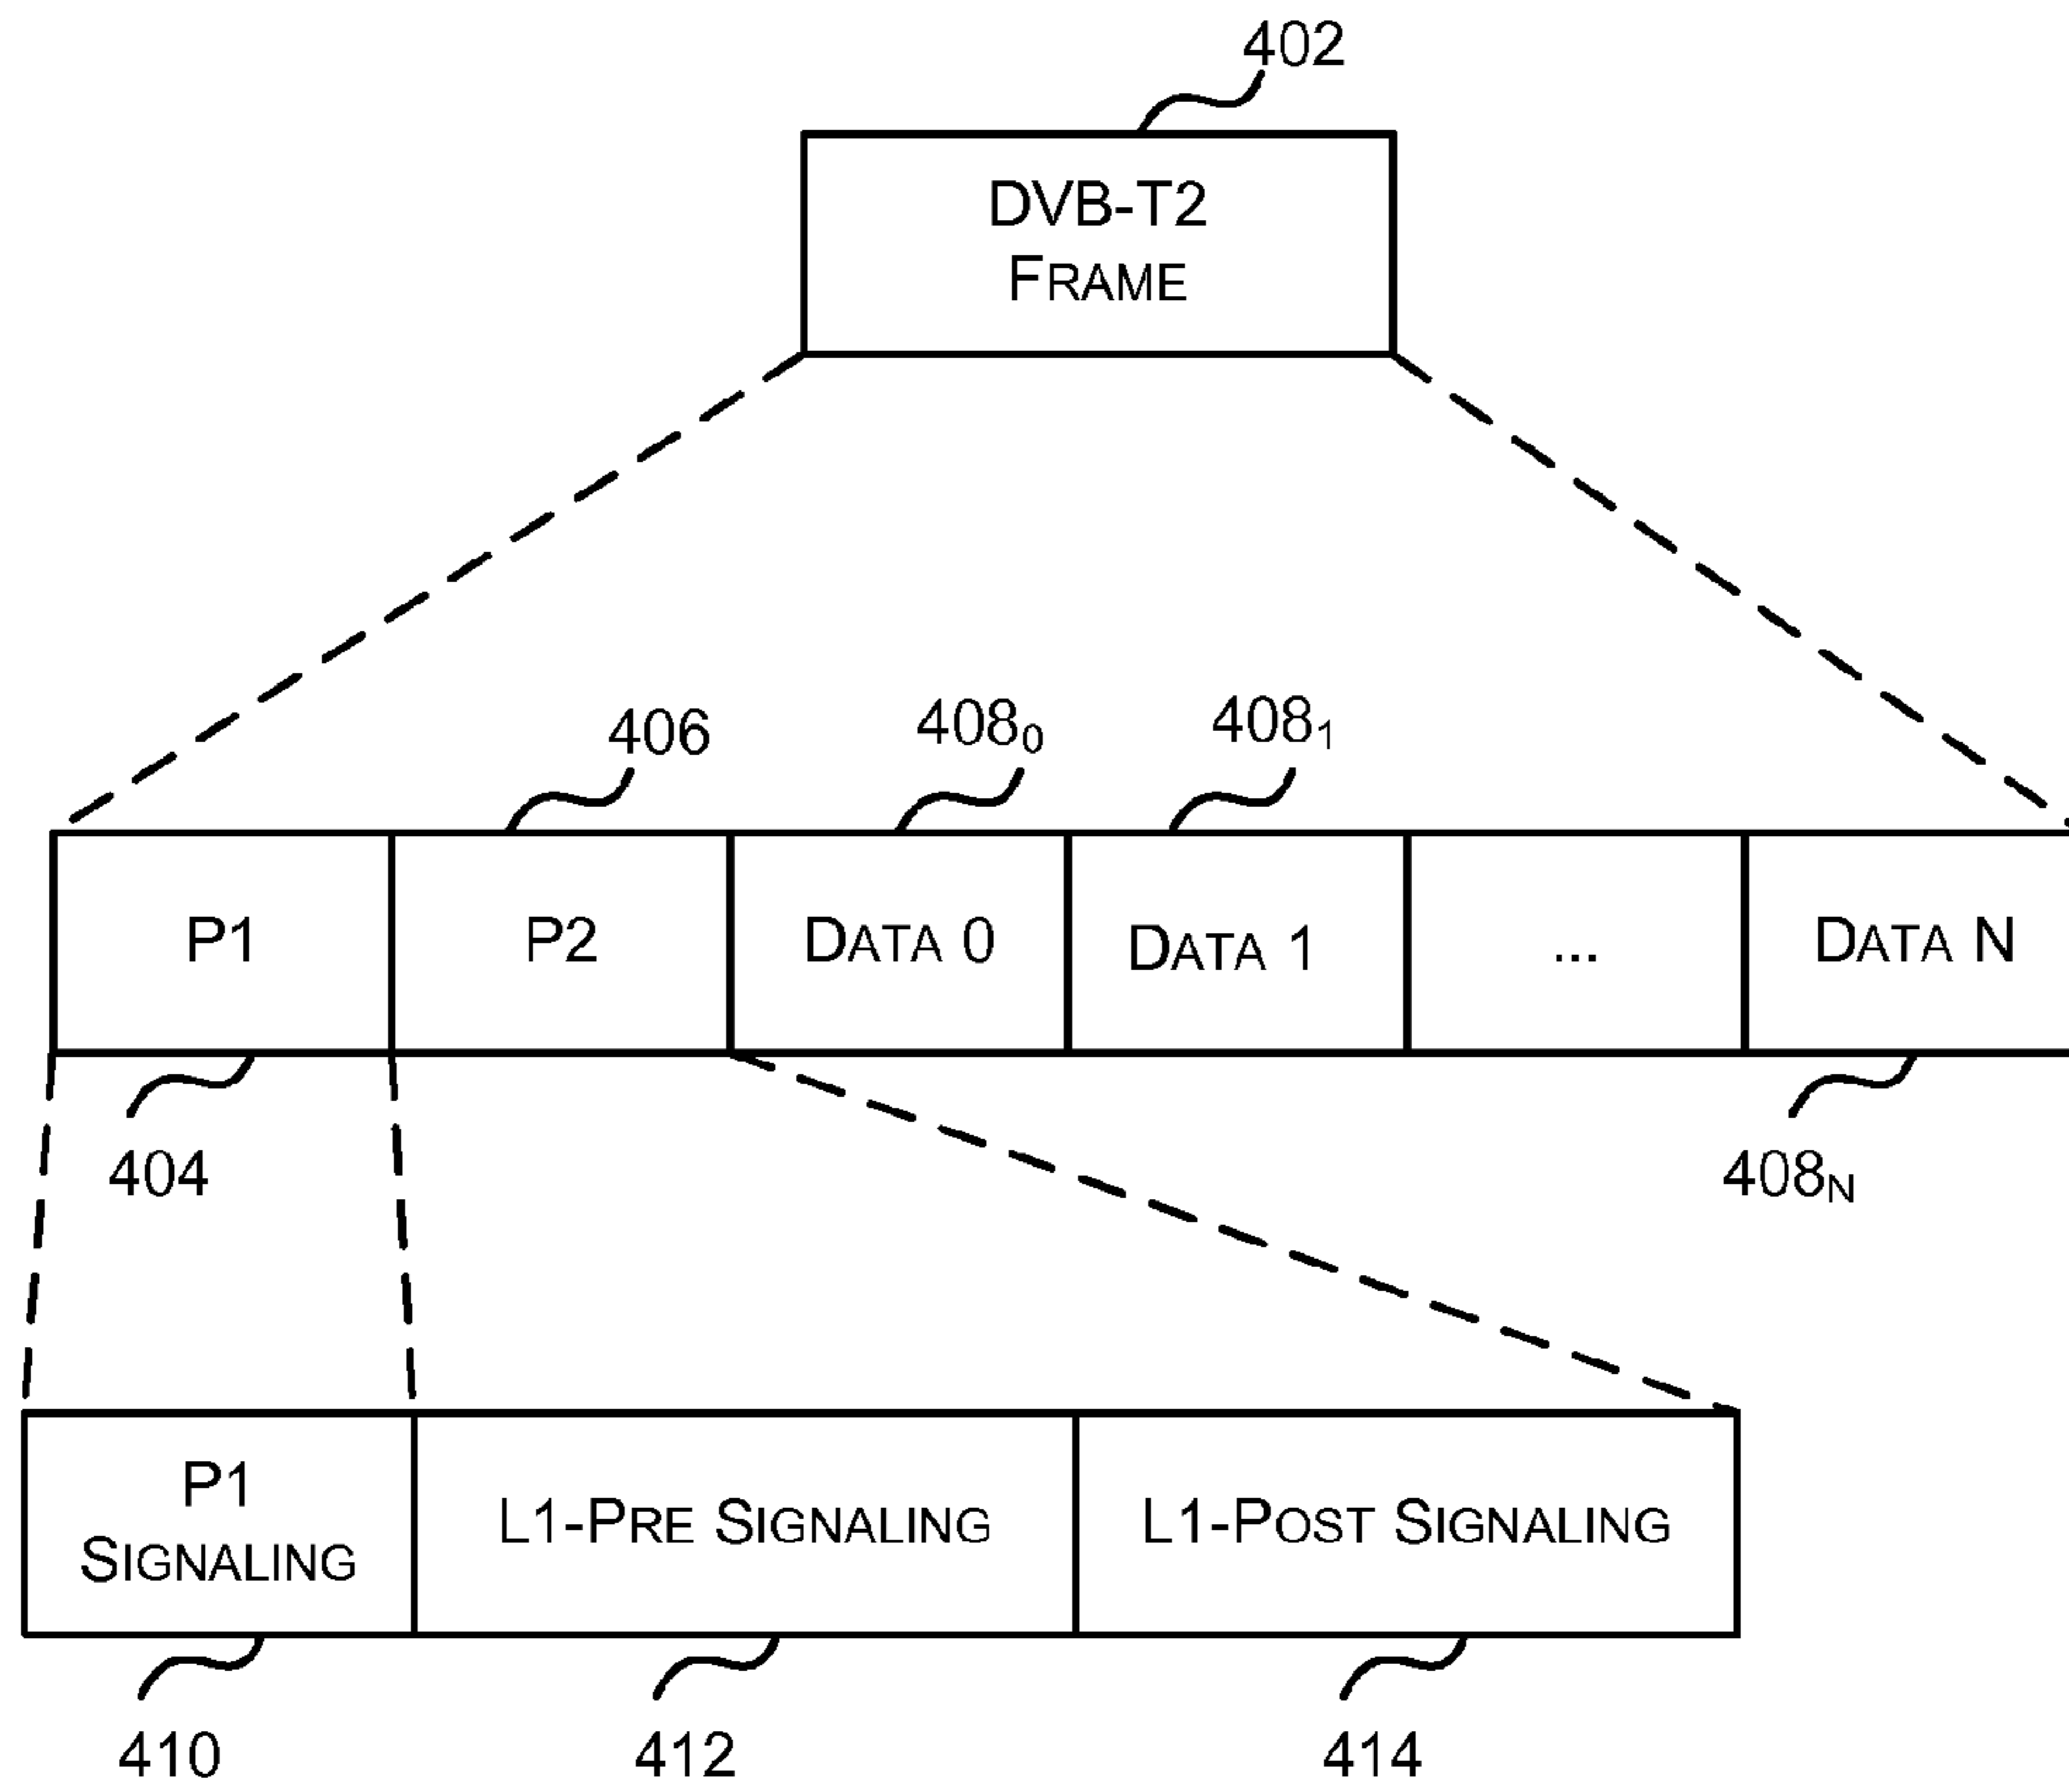 402
DVB-T2
FRAME
406
408₀
408₁
P1
P2
DATA 0
DATA 1
...
DATA N
404
408N
P1
SIGNALING
L1-PRE SIGNALING
L1-POST SIGNALING
410
412
414